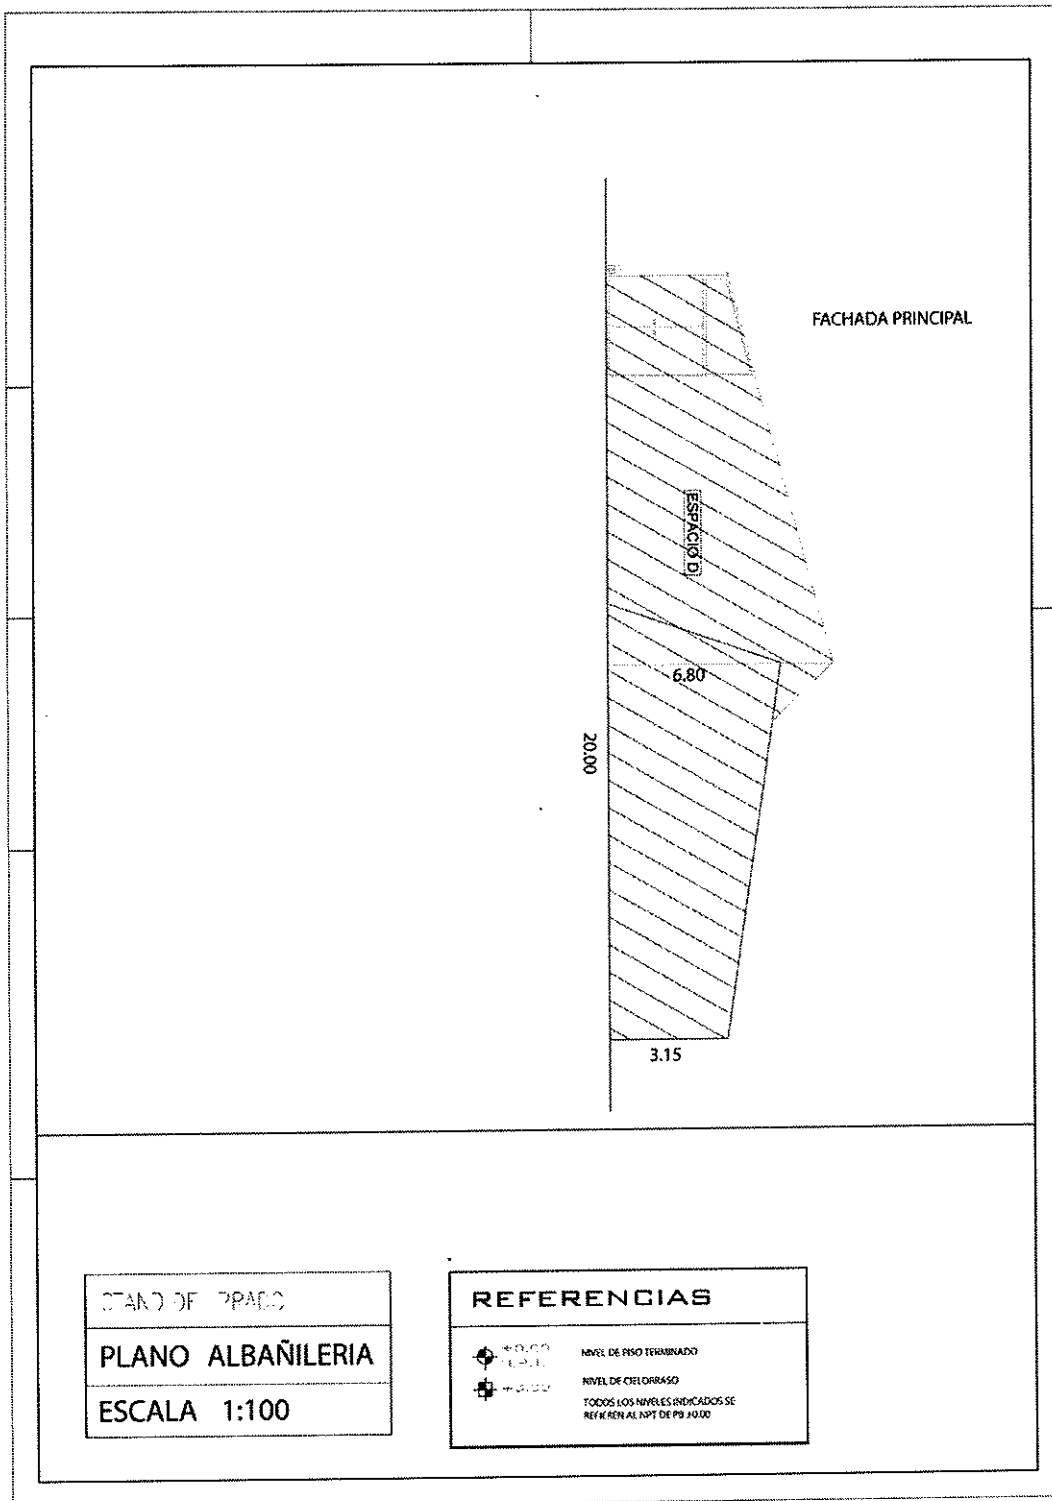 FACHADA PRINCIPAL
ESPACIO D
6.80
20.00
3.15
PLANO ALBAÑILERIA
ESCALA 1:100
REFERENCIAS
NIVEL DE PISO TERMINADO
NIVEL DE CIELORRASO
TODOS LOS NIVELES INDICADOS SE
REFIEREN AL NPT DE PB ±0.00